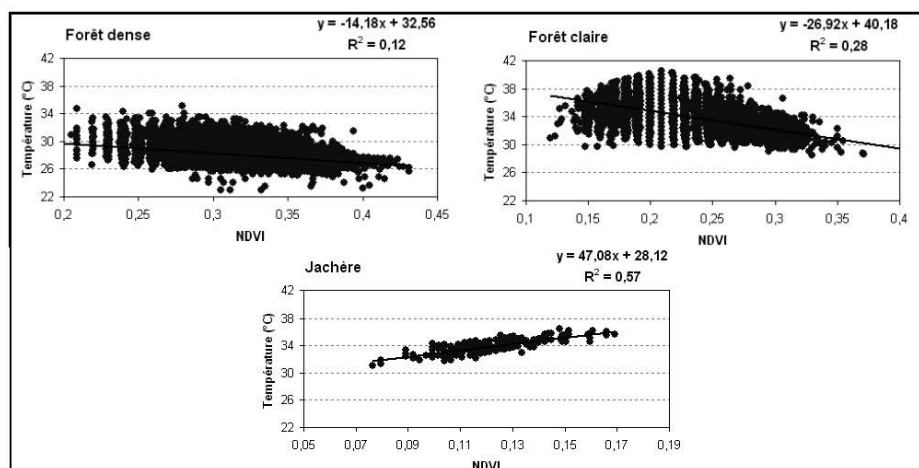 Forêt dense
y = -14,18x + 32,56
R² = 0,12
Température (°C)
42
38
34
30
26
22
0,2
0,25
0,3
0,35
0,4
0,45
NDVI
Forêt claire
y = -26,92x + 40,18
R² = 0,28
Température (°C)
42
38
34
30
26
22
0,1
0,15
0,2
0,25
0,3
0,35
0,4
NDVI
Jachère
y = 47,08x + 28,12
R² = 0,57
Température (°C)
42
38
34
30
26
22
0,05
0,07
0,09
0,11
0,13
0,15
0,17
0,19
NDVI